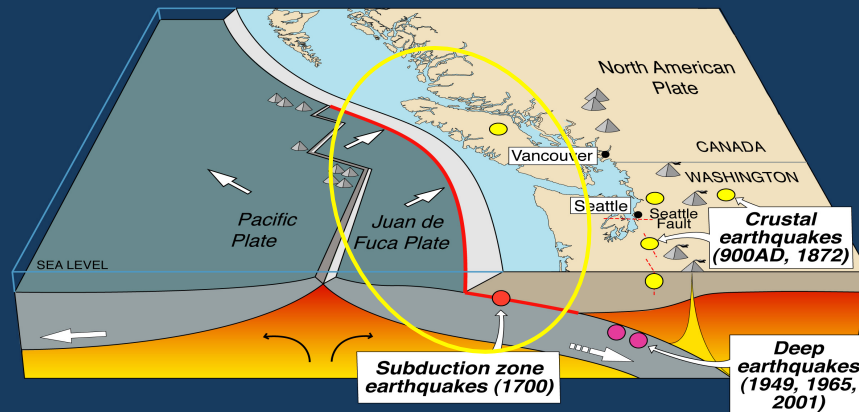 North American
Plate
CANADA
Vancouver
WASHINGTON
Seattle
Seattle
Fault
Pacific
Plate
Juan de
Fuca Plate
Crustal
earthquakes
(900AD, 1872)
SEA LEVEL
Subduction zone
earthquakes (1700)
Deep
earthquakes
(1949, 1965,
2001)